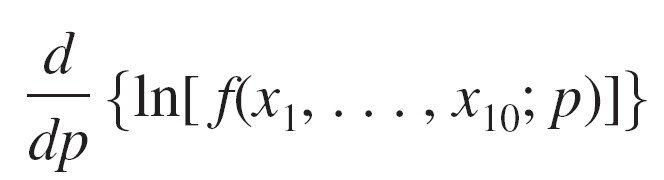 d/dp {ln[f(x₁, . . . , x₁₀; p)]}